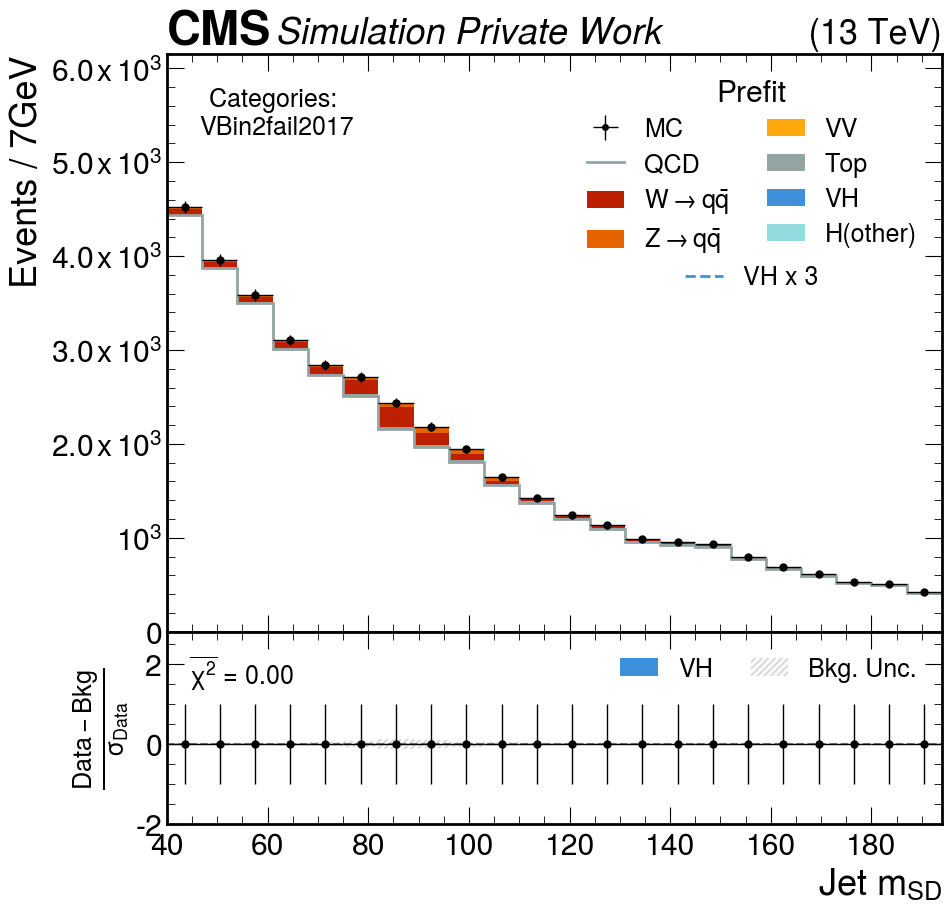 CMS Simulation Private Work (13 TeV)
Events / 7GeV
6.0 x 10³
5.0 x 10³
4.0 x 10³
3.0 x 10³
2.0 x 10³
10³
0
Categories:
VBin2fail2017
Prefit
MC
QCD
W → qq̄
Z → qq̄
VV
Top
VH
H(other)
VH x 3
Data − Bkg
σData
2
0
-2
χ̅²̅ = 0.00
VH
Bkg. Unc.
40 60 80 100 120 140 160 180
Jet mSD